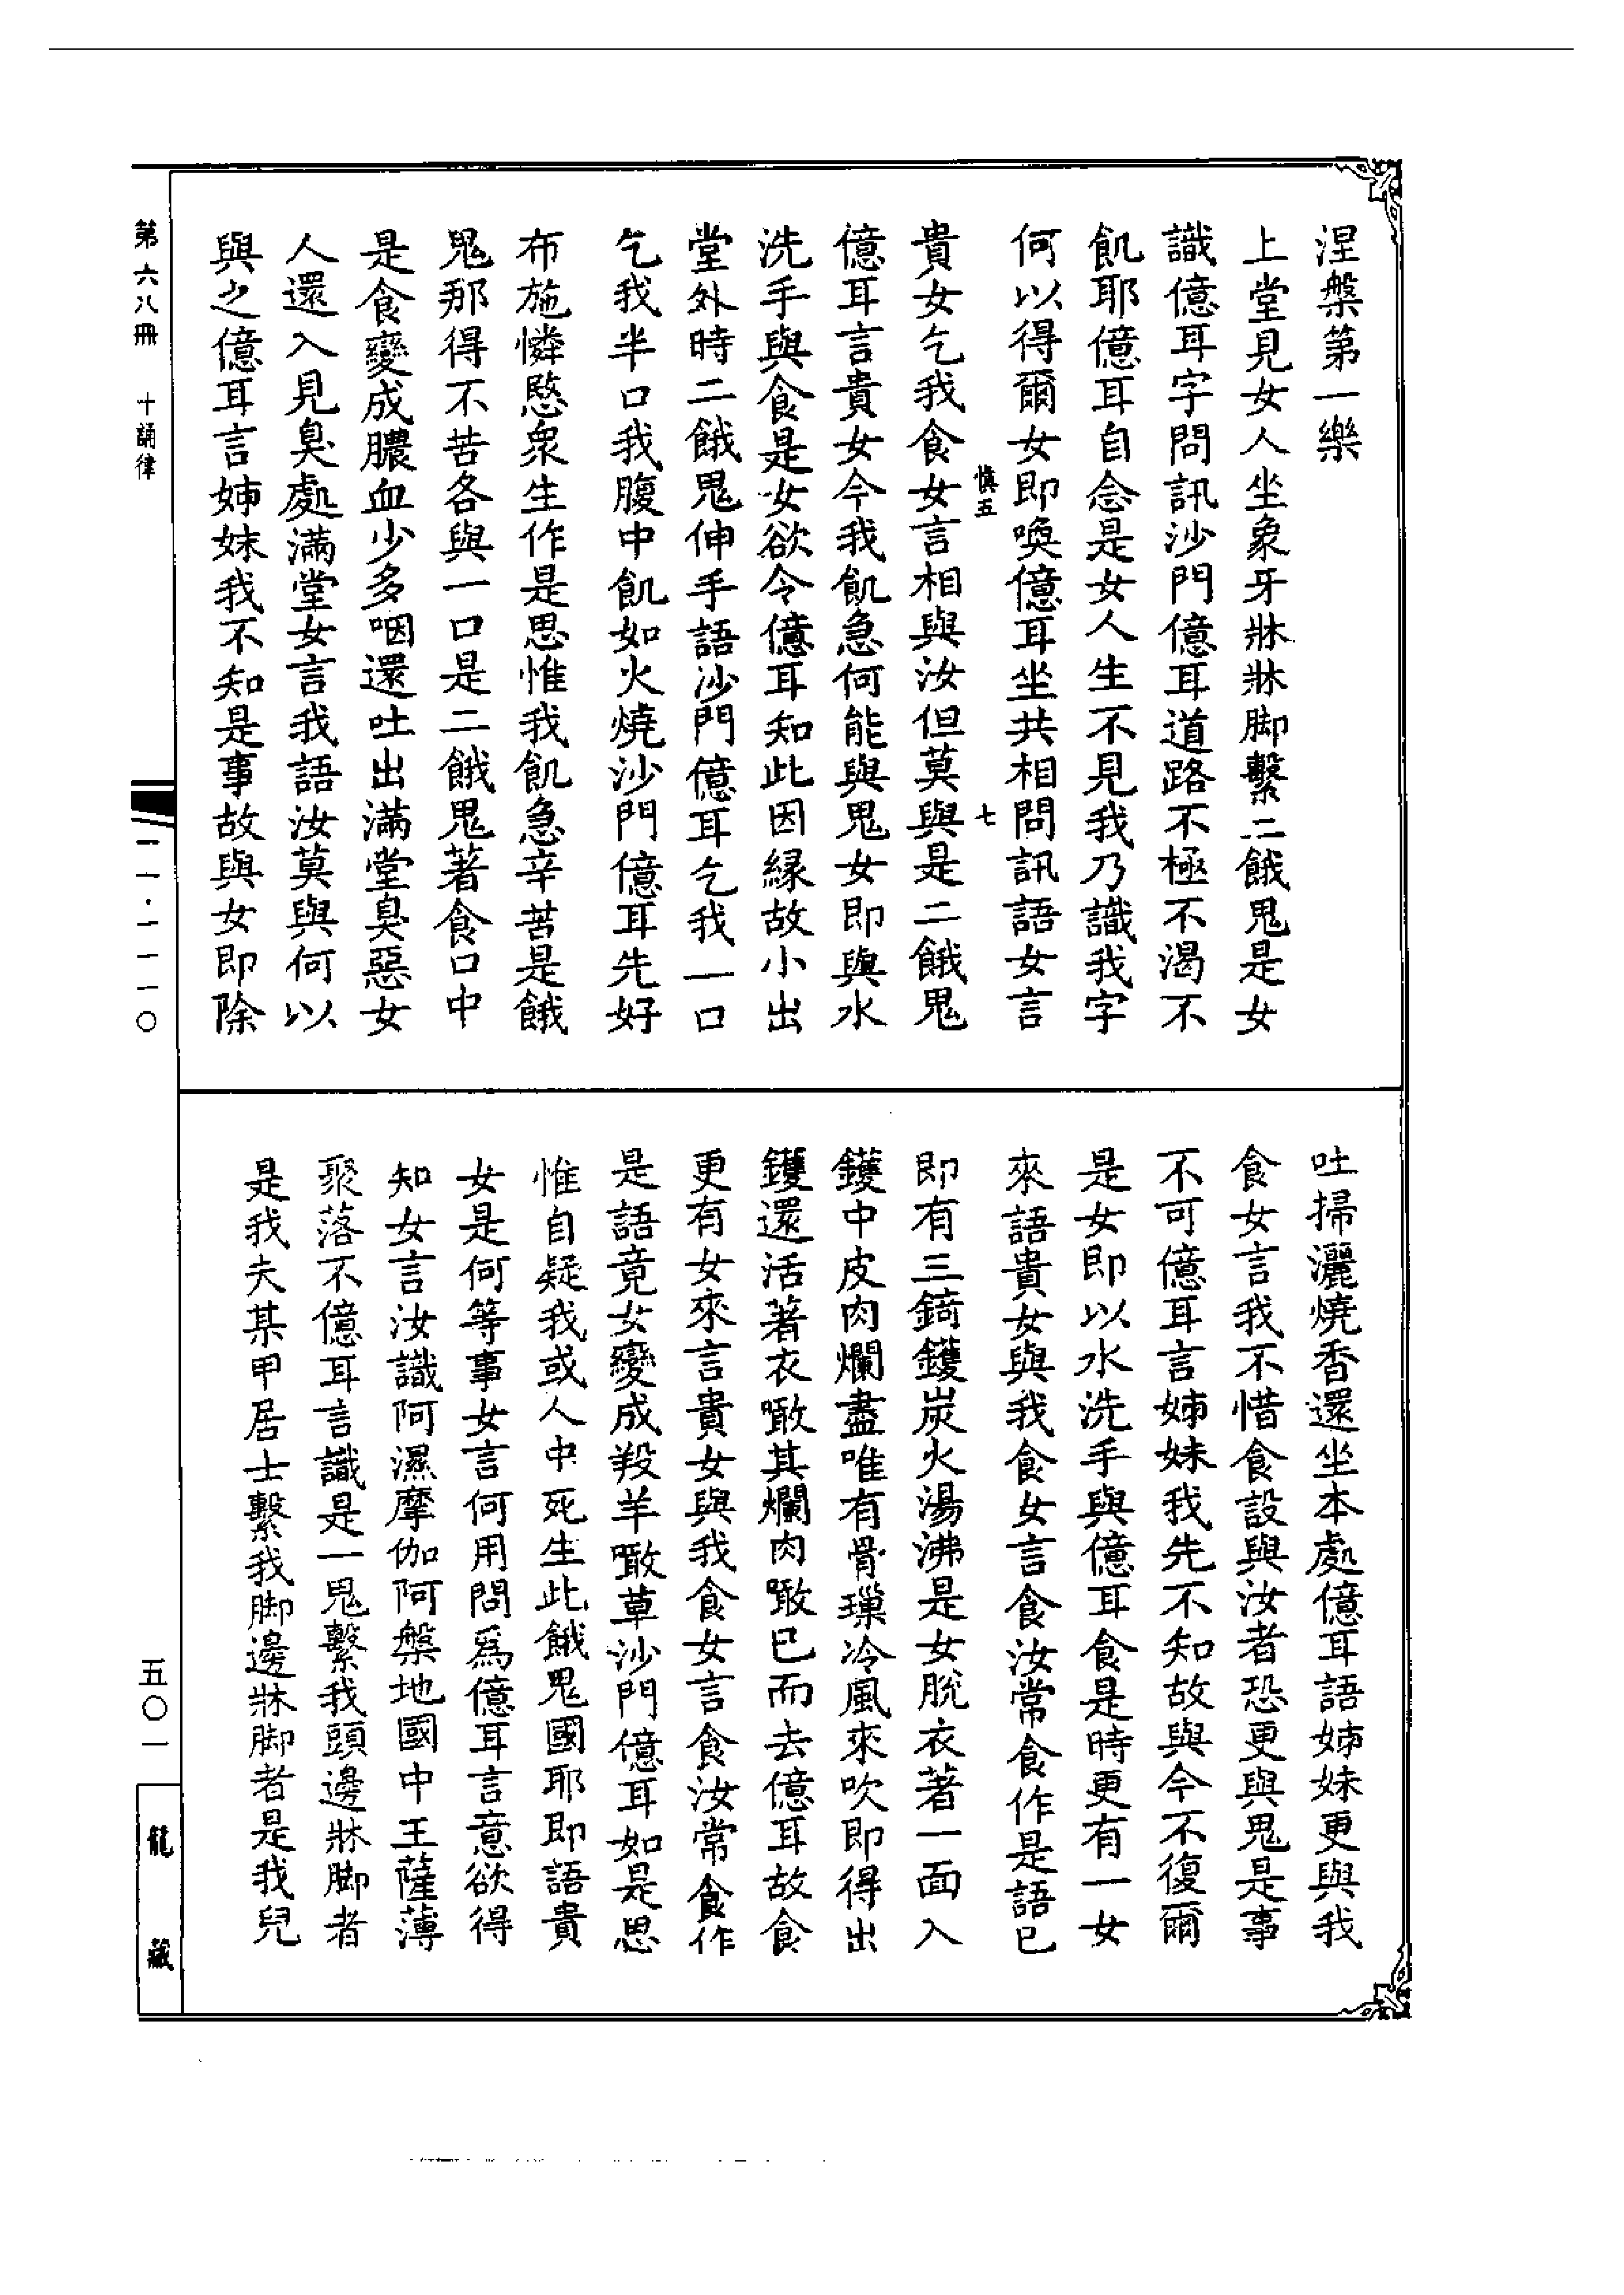 涅槃第一樂
上堂見女人坐象牙牀牀脚繫二餓鬼是女
識億耳字問訊沙門億耳道路不極不渴不
飢耶億耳自念是女人生不見我乃識我字
何以得爾女即喚億耳坐共相問訊語女言
慎五 七
貴女乞我食女言相與汝但莫與是二餓鬼
億耳言貴女今我飢急何能與鬼女即與水
洗手與食是女欲令億耳知此因緣故小出
堂外時二餓鬼伸手語沙門億耳乞我一口
乞我半口我腹中飢如火燒沙門億耳先好
布施憐愍衆生作是思惟我飢急辛苦是餓
鬼那得不苦各與一口是二餓鬼著食口中
是食變成膿血少多咽還吐出滿堂臭惡女
人還入見臭處滿堂女言我語汝莫與何以
與之億耳言姊妹我不知是事故與女即除
吐掃灑燒香還坐本處億耳語姊妹更與我
食女言我不惜食設與汝者恐更與鬼是事
不可億耳言姊妹我先不知故與今不復爾
是女即以水洗手與億耳食是時更有一女
來語貴女與我食女言食汝常食作是語已
即有三錡鑊炭火湯沸是女脫衣著一面入
鑊中皮肉爛盡唯有骨璅冷風來吹即得出
鑊還活著衣噉其爛肉噉已而去億耳故食
更有女來言貴女與我食女言食汝常食作
是語竟女變成羖羊噉草沙門億耳如是思
惟自疑我或人中死生此餓鬼國耶即語貴
女是何等事女言何用問爲億耳言意欲得
知女言汝識阿濕摩伽阿槃地國中王薩薄
聚落不億耳言識是一鬼繫我頭邊牀脚者
是我夫某甲居士繫我脚邊牀脚者是我兒
第六八冊 十誦律
一一·一一一〇
五〇一
龍藏